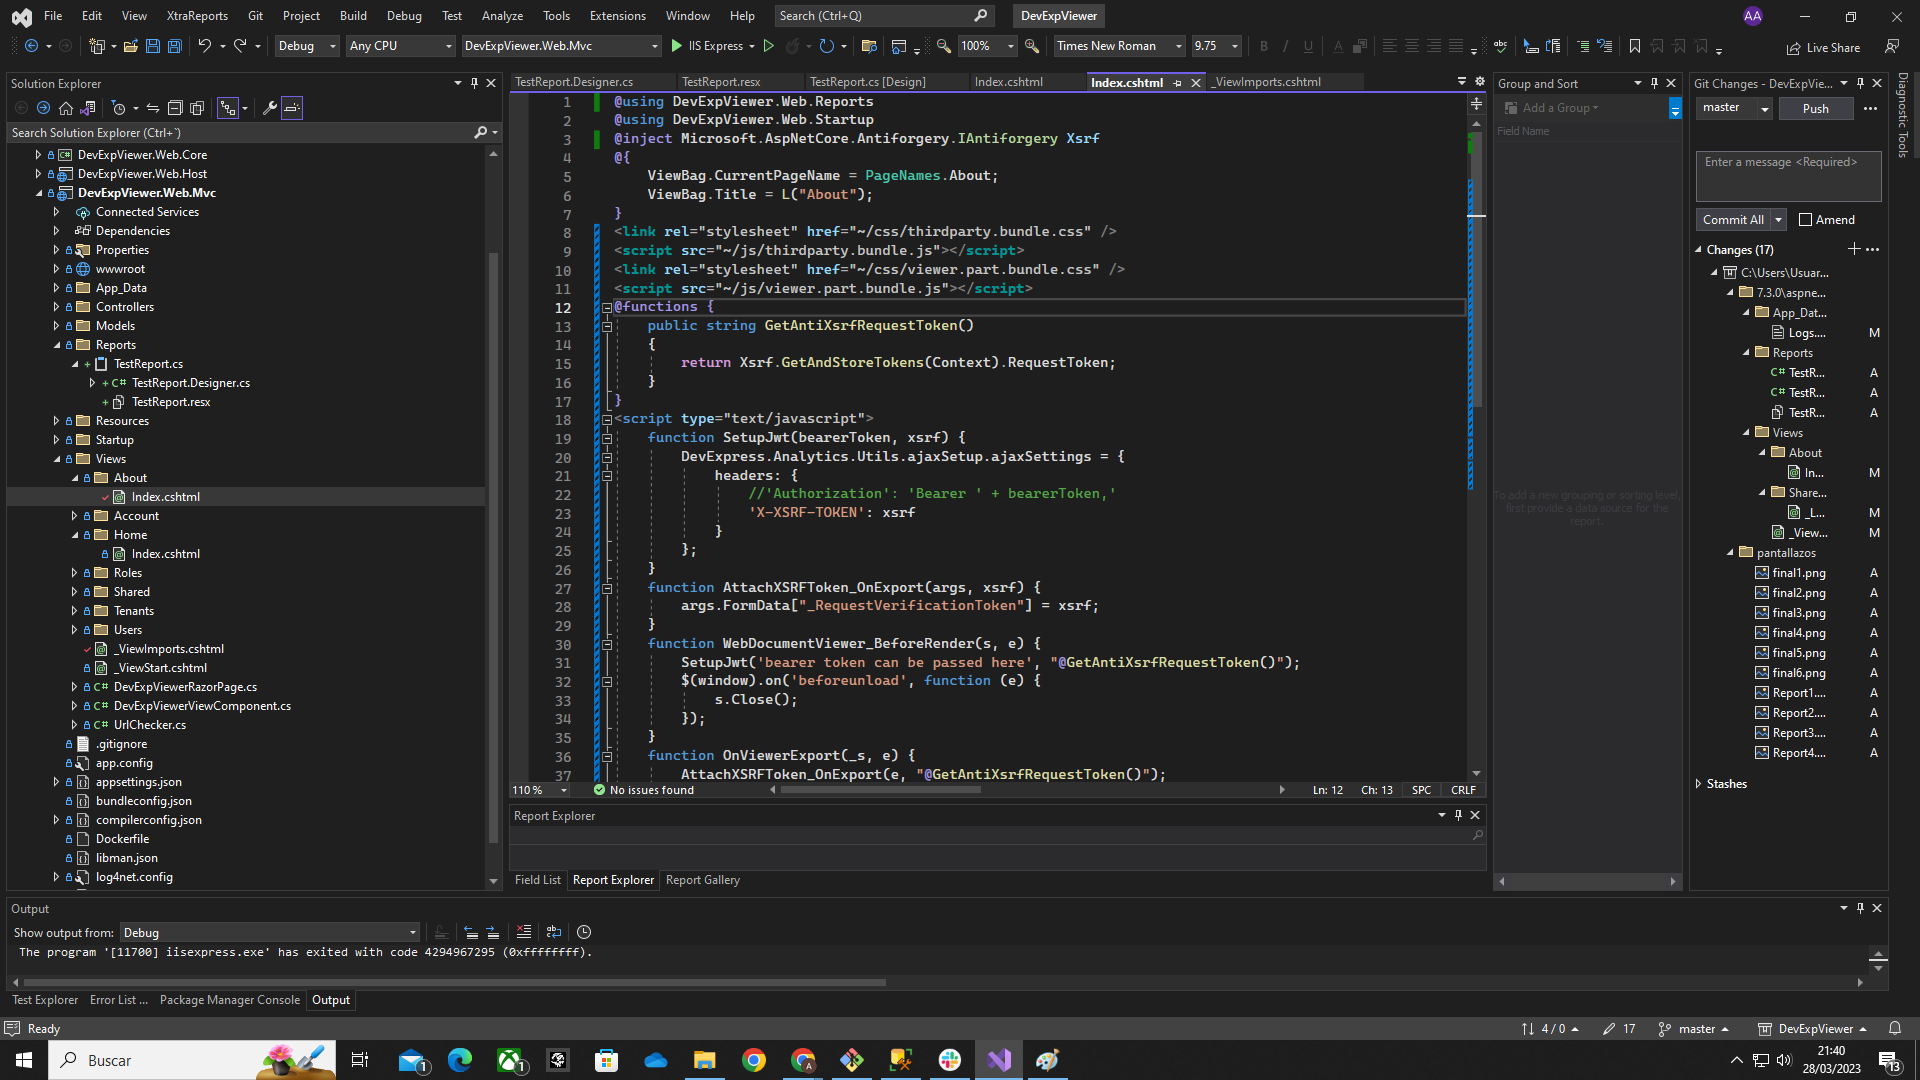 File Edit View XtraReports Git Project Build Debug Test Analyze Tools Extensions Window Help Search (Ctrl+Q) DevExpViewer AA
Debug Any CPU DevExpViewer.Web.Mvc IIS Express 100% Times New Roman 9.75 B I U A abc Live Share
Solution Explorer
Search Solution Explorer (Ctrl+`)
DevExpViewer.Web.Core
DevExpViewer.Web.Host
DevExpViewer.Web.Mvc
Connected Services
Dependencies
Properties
wwwroot
App_Data
Controllers
Models
Reports
TestReport.cs
C# TestReport.Designer.cs
TestReport.resx
Resources
Startup
Views
About
Index.cshtml
Account
Home
Index.cshtml
Roles
Shared
Tenants
Users
_ViewImports.cshtml
_ViewStart.cshtml
C# DevExpViewerRazorPage.cs
C# DevExpViewerViewComponent.cs
C# UrlChecker.cs
.gitignore
app.config
appsettings.json
bundleconfig.json
compilerconfig.json
Dockerfile
libman.json
log4net.config
TestReport.Designer.cs TestReport.resx TestReport.cs [Design] Index.cshtml Index.cshtml _ViewImports.cshtml
1 @using DevExpViewer.Web.Reports
2 @using DevExpViewer.Web.Startup
3 @inject Microsoft.AspNetCore.Antiforgery.IAntiforgery Xsrf
4 @{
5 ViewBag.CurrentPageName = PageNames.About;
6 ViewBag.Title = L("About");
7 }
8 <link rel="stylesheet" href="~/css/thirdparty.bundle.css" />
9 <script src="~/js/thirdparty.bundle.js"></script>
10 <link rel="stylesheet" href="~/css/viewer.part.bundle.css" />
11 <script src="~/js/viewer.part.bundle.js"></script>
12 @functions {
13 public string GetAntiXsrfRequestToken()
14 {
15 return Xsrf.GetAndStoreTokens(Context).RequestToken;
16 }
17 }
18 <script type="text/javascript">
19 function SetupJwt(bearerToken, xsrf) {
20 DevExpress.Analytics.Utils.ajaxSetup.ajaxSettings = {
21 headers: {
22 //'Authorization': 'Bearer ' + bearerToken,'
23 'X-XSRF-TOKEN': xsrf
24 }
25 };
26 }
27 function AttachXSRFToken_OnExport(args, xsrf) {
28 args.FormData["_RequestVerificationToken"] = xsrf;
29 }
30 function WebDocumentViewer_BeforeRender(s, e) {
31 SetupJwt('bearer token can be passed here', "@GetAntiXsrfRequestToken()");
32 $(window).on('beforeunload', function (e) {
33 s.Close();
34 });
35 }
36 function OnViewerExport(_s, e) {
37 AttachXSRFToken_OnExport(e, "@GetAntiXsrfRequestToken()");
110 % No issues found Ln: 12 Ch: 13 SPC CRLF
Report Explorer
Field List Report Explorer Report Gallery
Group and Sort
Add a Group
Field Name
To add a new grouping or sorting level,
first provide a data source for the
report.
Git Changes - DevExpVie...
master Push
Enter a message <Required>
Commit All Amend
Changes (17)
C:\Users\Usuar...
7.3.0\aspne...
App_Dat...
Logs.... M
Reports
C# TestR... A
C# TestR... A
TestR... A
Views
About
In... M
Share...
_L... M
_View... M
pantallazos
final1.png A
final2.png A
final3.png A
final4.png A
final5.png A
final6.png A
Report1.... A
Report2.... A
Report3.... A
Report4.... A
Stashes
Diagnostic Tools
Output
Show output from: Debug
The program '[11700] iisexpress.exe' has exited with code 4294967295 (0xffffffff).
Test Explorer Error List ... Package Manager Console Output
Ready 4 / 0 17 master DevExpViewer
Buscar 1 1 A 21:40
28/03/2023 13